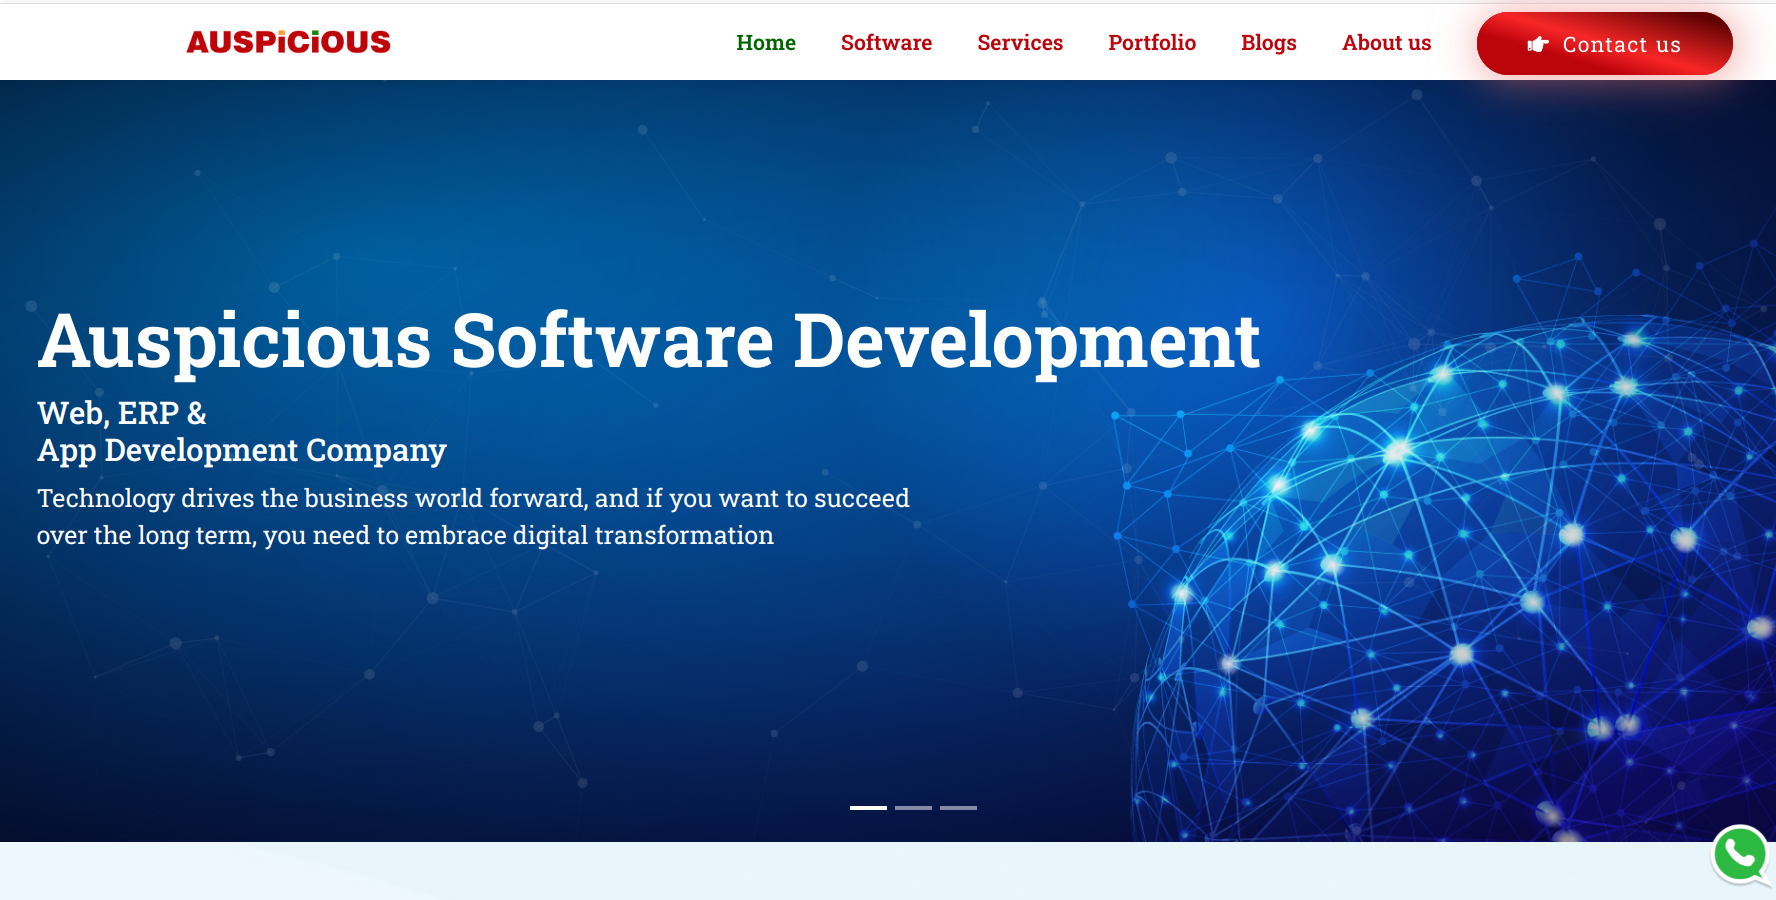 AUSPiCiOUS
Home Software Services Portfolio Blogs About us Contact us
Auspicious Software Development
Web, ERP &
App Development Company
Technology drives the business world forward, and if you want to succeed
over the long term, you need to embrace digital transformation